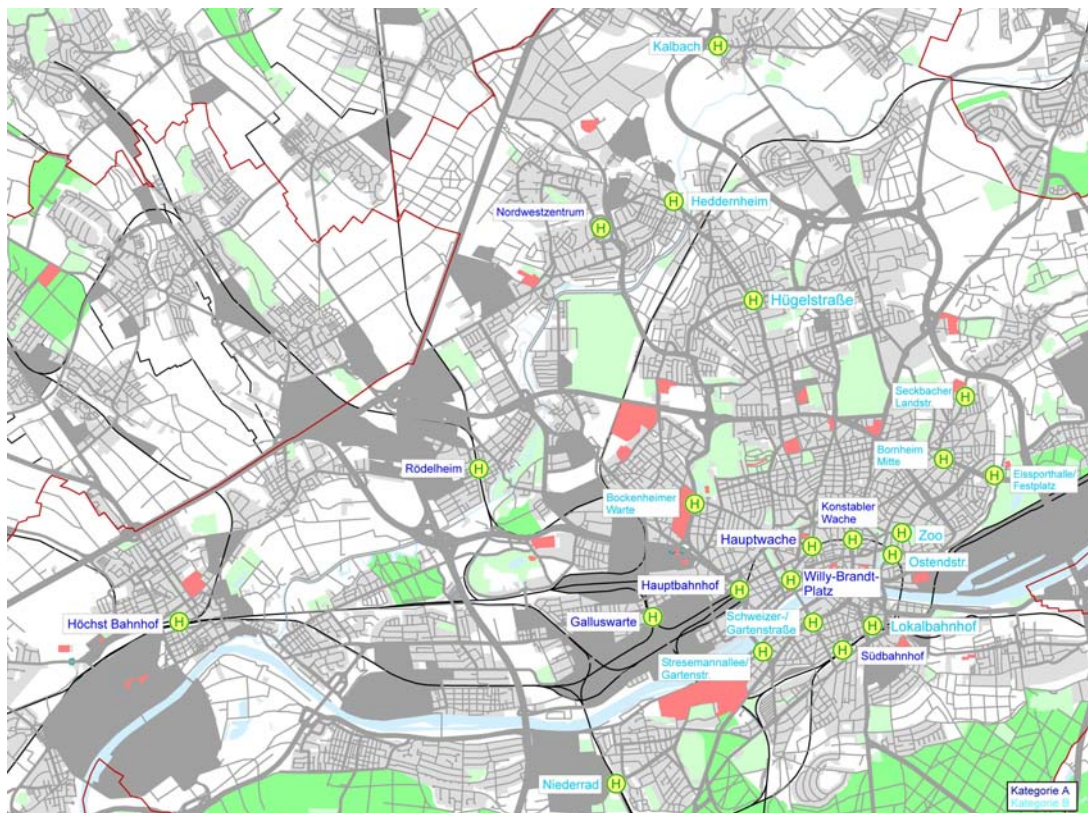 Kalbach
H
H
Heddernheim
Nordwestzentrum
H
H
Hügelstraße
Seckbacher
Landstr.
H
Bornheim
Mitte
H
Rödelheim
H
H
Eissporthalle/
Festplatz
Bockenheimer
Warte
H
Konstabler
Wache
Hauptwache
H
H
H
Zoo
H
Ostendstr.
Hauptbahnhof
H
H
Willy-Brandt-
Platz
Höchst Bahnhof
H
Galluswarte
H
Schweizer-/
Gartenstraße
H
H
Lokalbahnhof
Stresemannallee/
Gartenstr.
H
H
Südbahnhof
Niederrad
H
Kategorie A
Kategorie B